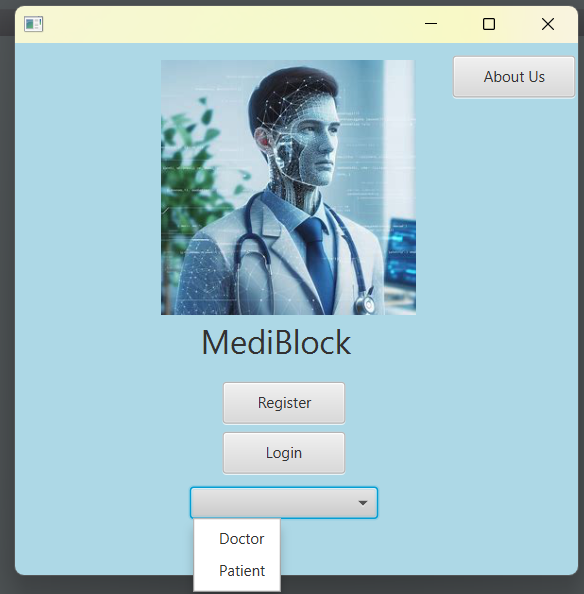 About Us
MediBlock
Register
Login
Doctor
Patient